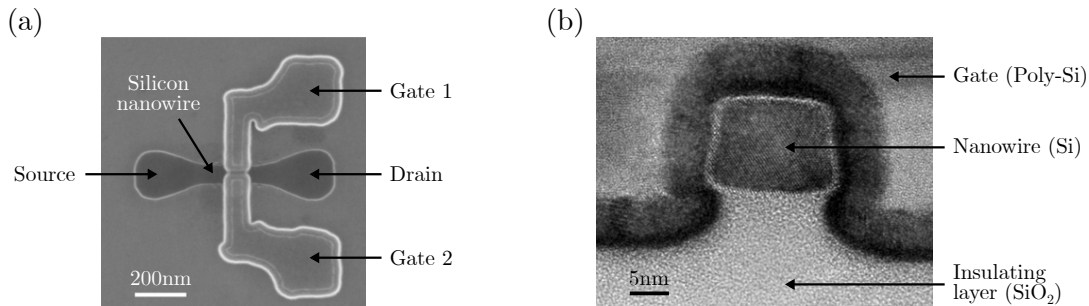 (a)
Silicon
nanowire
Gate 1
Source
Drain
Gate 2
200nm
(b)
Gate (Poly-Si)
Nanowire (Si)
Insulating
layer (SiO₂)
5nm